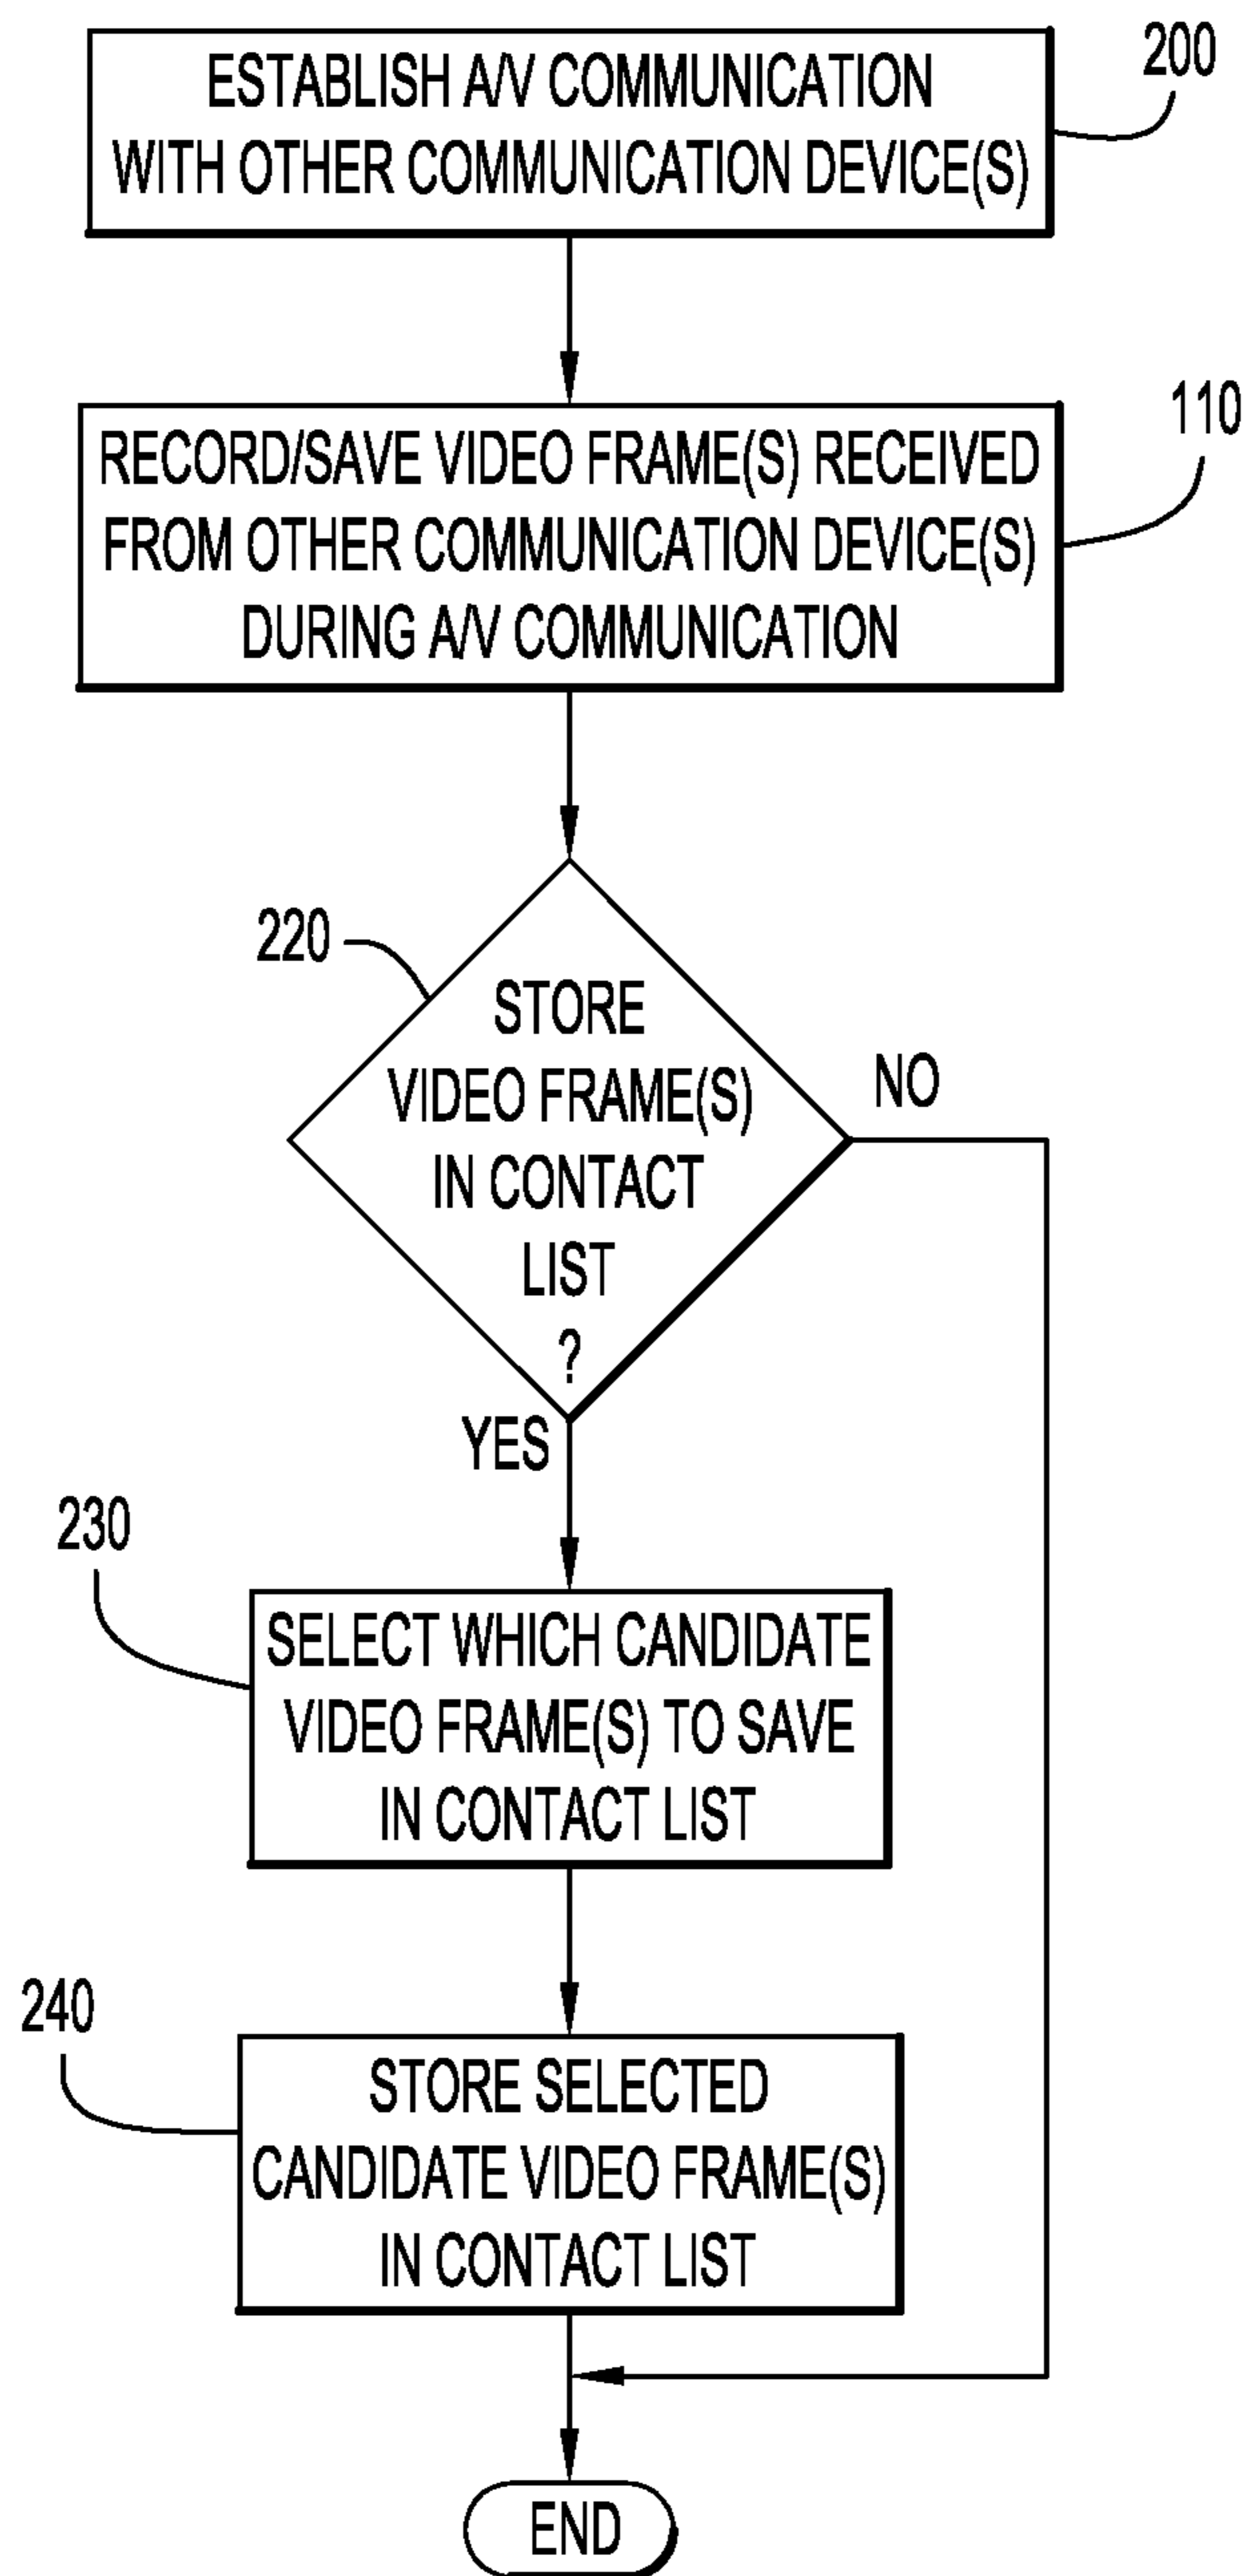 ESTABLISH A/V COMMUNICATION
WITH OTHER COMMUNICATION DEVICE(S)
200
RECORD/SAVE VIDEO FRAME(S) RECEIVED
FROM OTHER COMMUNICATION DEVICE(S)
DURING A/V COMMUNICATION
110
220
STORE
VIDEO FRAME(S)
IN CONTACT
LIST
?
NO
YES
230
SELECT WHICH CANDIDATE
VIDEO FRAME(S) TO SAVE
IN CONTACT LIST
240
STORE SELECTED
CANDIDATE VIDEO FRAME(S)
IN CONTACT LIST
END